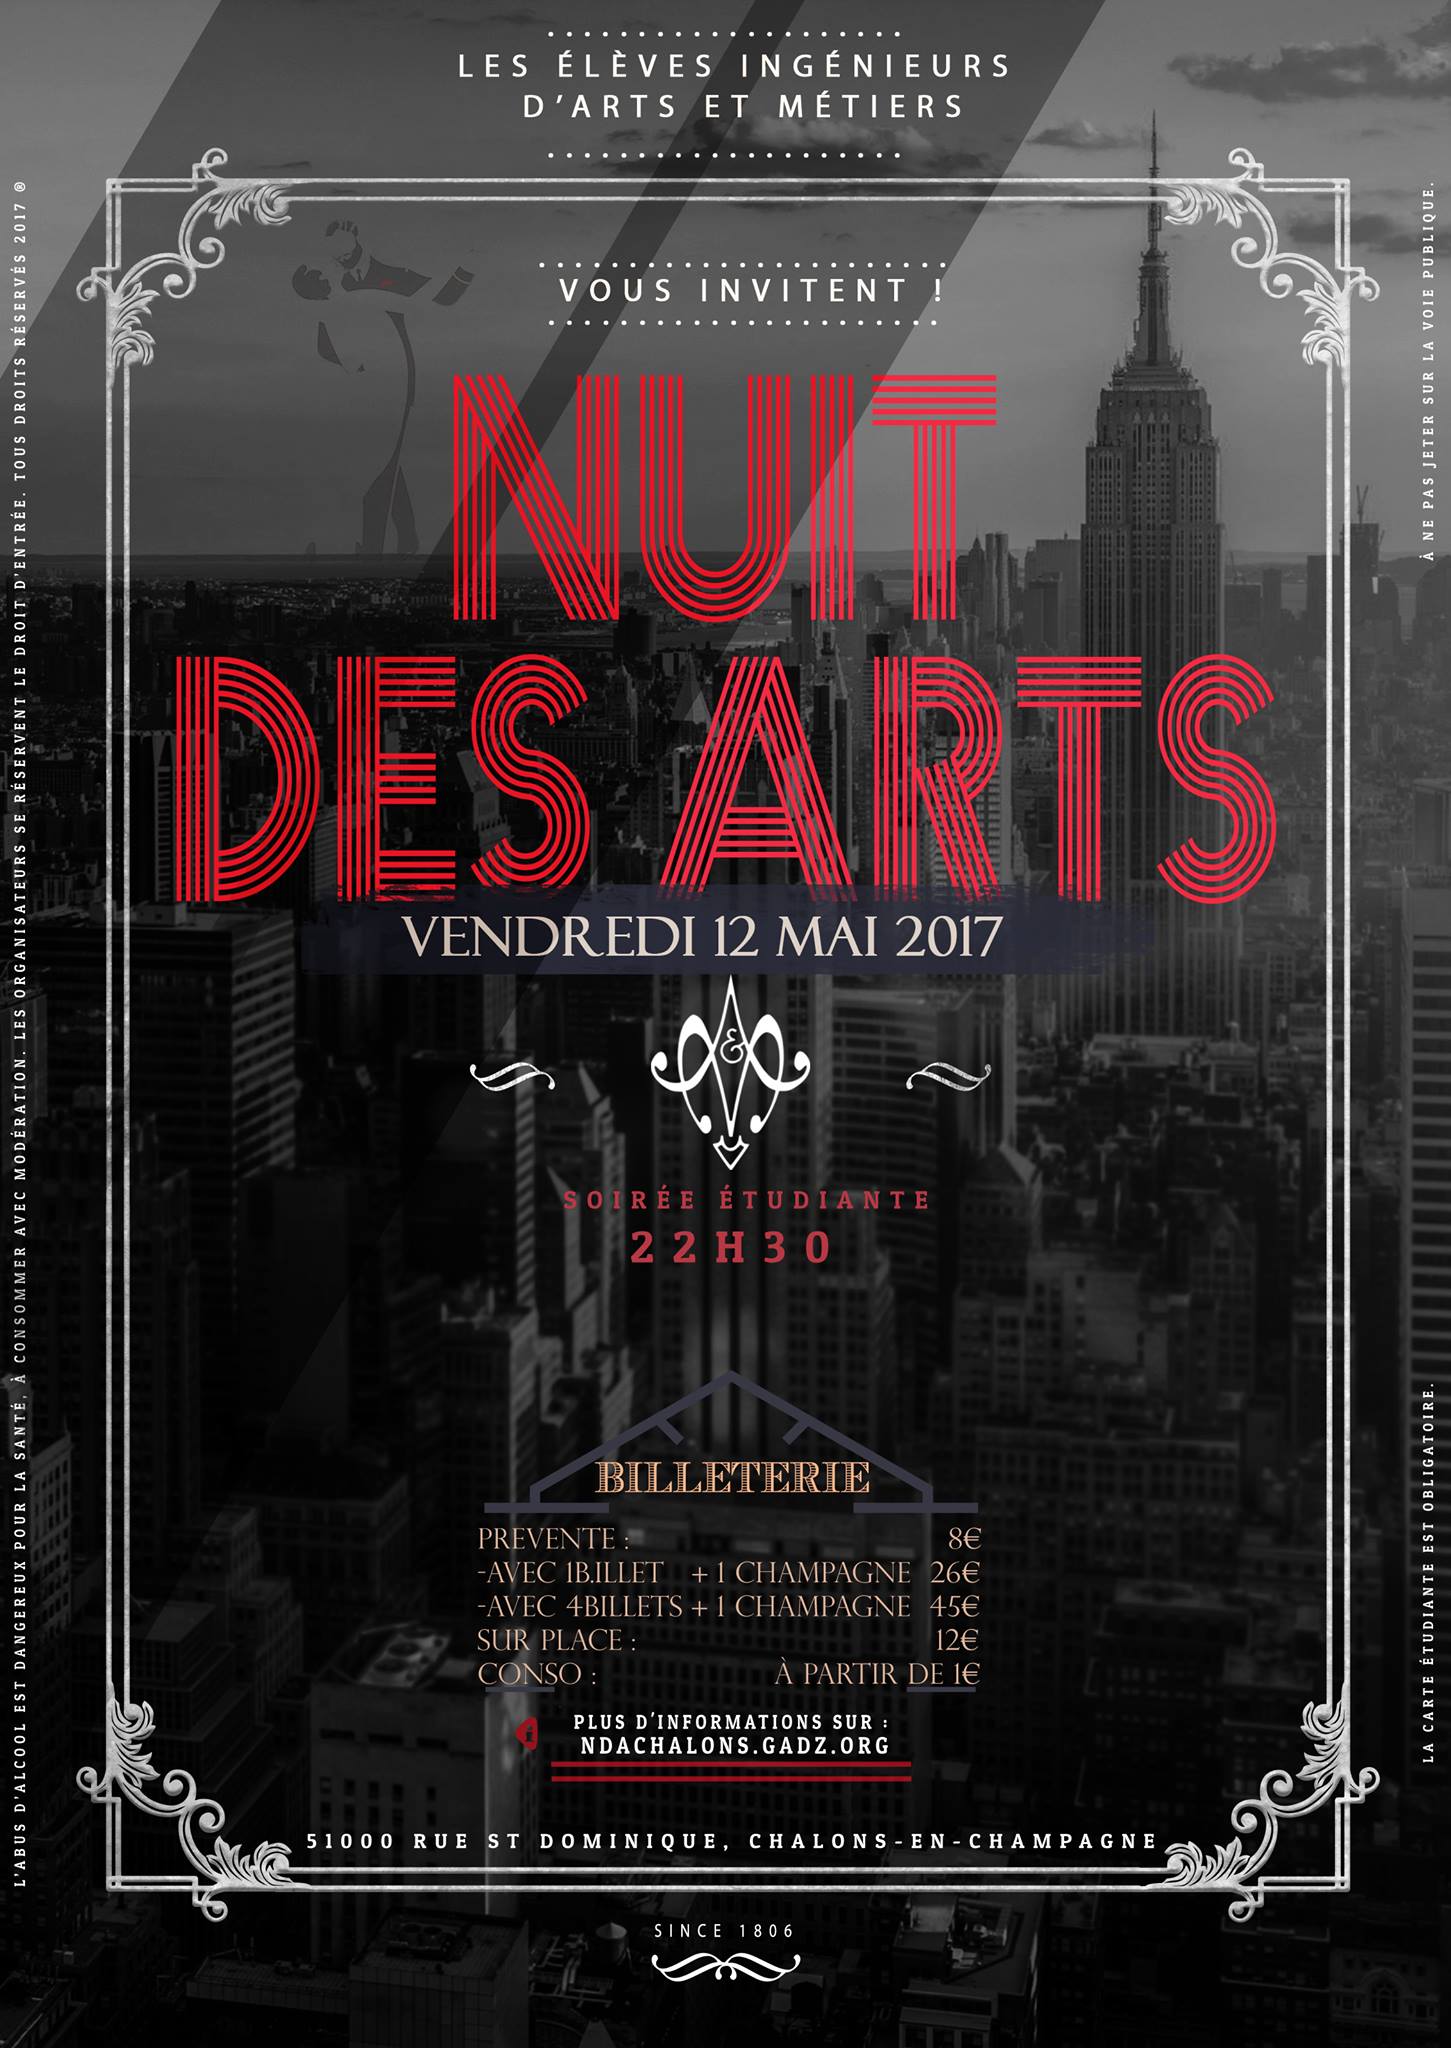 LES ÉLÈVES INGÉNIEURS
D'ARTS ET MÉTIERS
VOUS INVITENT !
NUIT
DES ARTS
VENDREDI 12 MAI 2017
&
SOIRÉE ÉTUDIANTE
22H30
BILLETERIE
PREVENTE : 8€
-AVEC 1B.ILLET + 1 CHAMPAGNE 26€
-AVEC 4BILLETS + 1 CHAMPAGNE 45€
SUR PLACE : 12€
CONSO : À PARTIR DE 1€
PLUS D'INFORMATIONS SUR :
NDACHALONS.GADZ.ORG
51000 RUE ST DOMINIQUE, CHALONS-EN-CHAMPAGNE
SINCE 1806
L'ABUS D'ALCOOL EST DANGEREUX POUR LA SANTÉ, À CONSOMMER AVEC MODÉRATION. LES ORGANISATEURS SE RÉSERVENT LE DROIT D'ENTRÉE. TOUS DROITS RÉSERVÉS 2017 ®
À NE PAS JETER SUR LA VOIE PUBLIQUE.
LA CARTE ÉTUDIANTE EST OBLIGATOIRE.